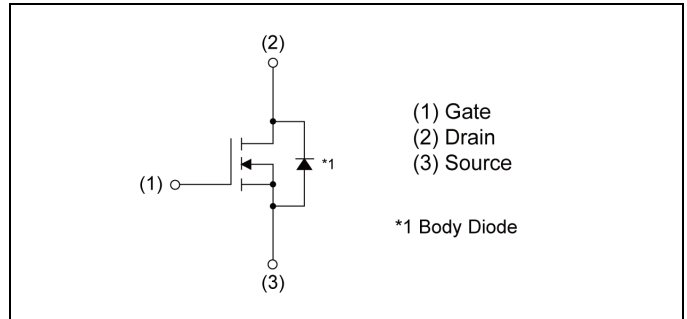 (2)
(1) Gate
(2) Drain
(3) Source
*1
(1)
*1 Body Diode
(3)